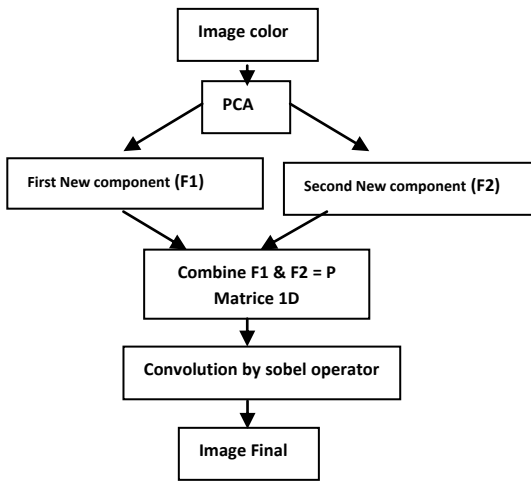 Image color
PCA
First New component (F1)
Second New component (F2)
Combine F1 & F2 = P
Matrice 1D
Convolution by sobel operator
Image Final